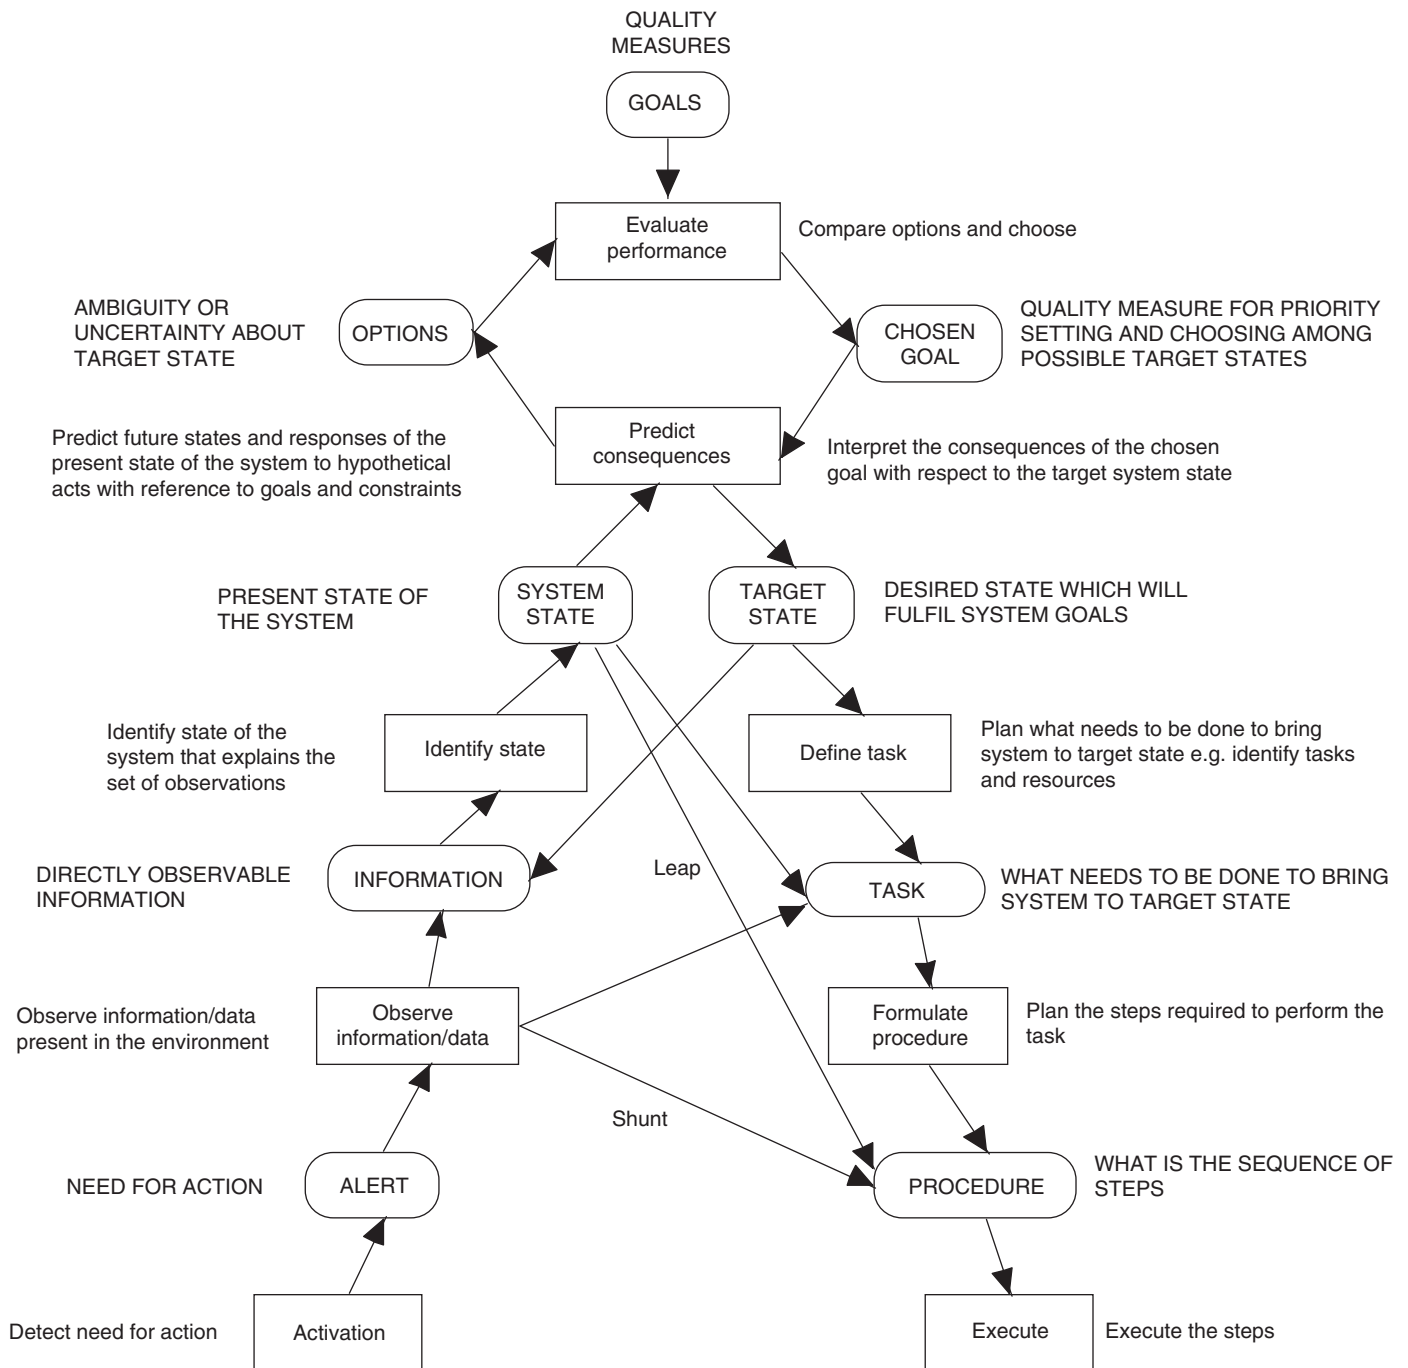 QUALITY
MEASURES
GOALS
Evaluate
performance
Compare options and choose
AMBIGUITY OR
UNCERTAINTY ABOUT
TARGET STATE
OPTIONS
CHOSEN
GOAL
QUALITY MEASURE FOR PRIORITY
SETTING AND CHOOSING AMONG
POSSIBLE TARGET STATES
Predict future states and responses of the
present state of the system to hypothetical
acts with reference to goals and constraints
Predict
consequences
Interpret the consequences of the chosen
goal with respect to the target system state
PRESENT STATE OF
THE SYSTEM
SYSTEM
STATE
TARGET
STATE
DESIRED STATE WHICH WILL
FULFIL SYSTEM GOALS
Identify state of the
system that explains the
set of observations
Identify state
Define task
Plan what needs to be done to bring
system to target state e.g. identify tasks
and resources
DIRECTLY OBSERVABLE
INFORMATION
INFORMATION
Leap
TASK
WHAT NEEDS TO BE DONE TO BRING
SYSTEM TO TARGET STATE
Observe information/data
present in the environment
Observe
information/data
Formulate
procedure
Plan the steps required to perform the
task
Shunt
NEED FOR ACTION
ALERT
PROCEDURE
WHAT IS THE SEQUENCE OF
STEPS
Detect need for action
Activation
Execute
Execute the steps